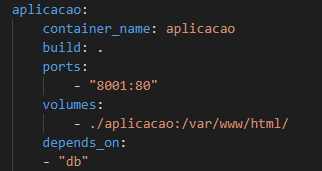 aplicacao:
container_name: aplicacao
build: .
ports:
- "8001:80"
volumes:
- ./aplicacao:/var/www/html/
depends_on:
- "db"